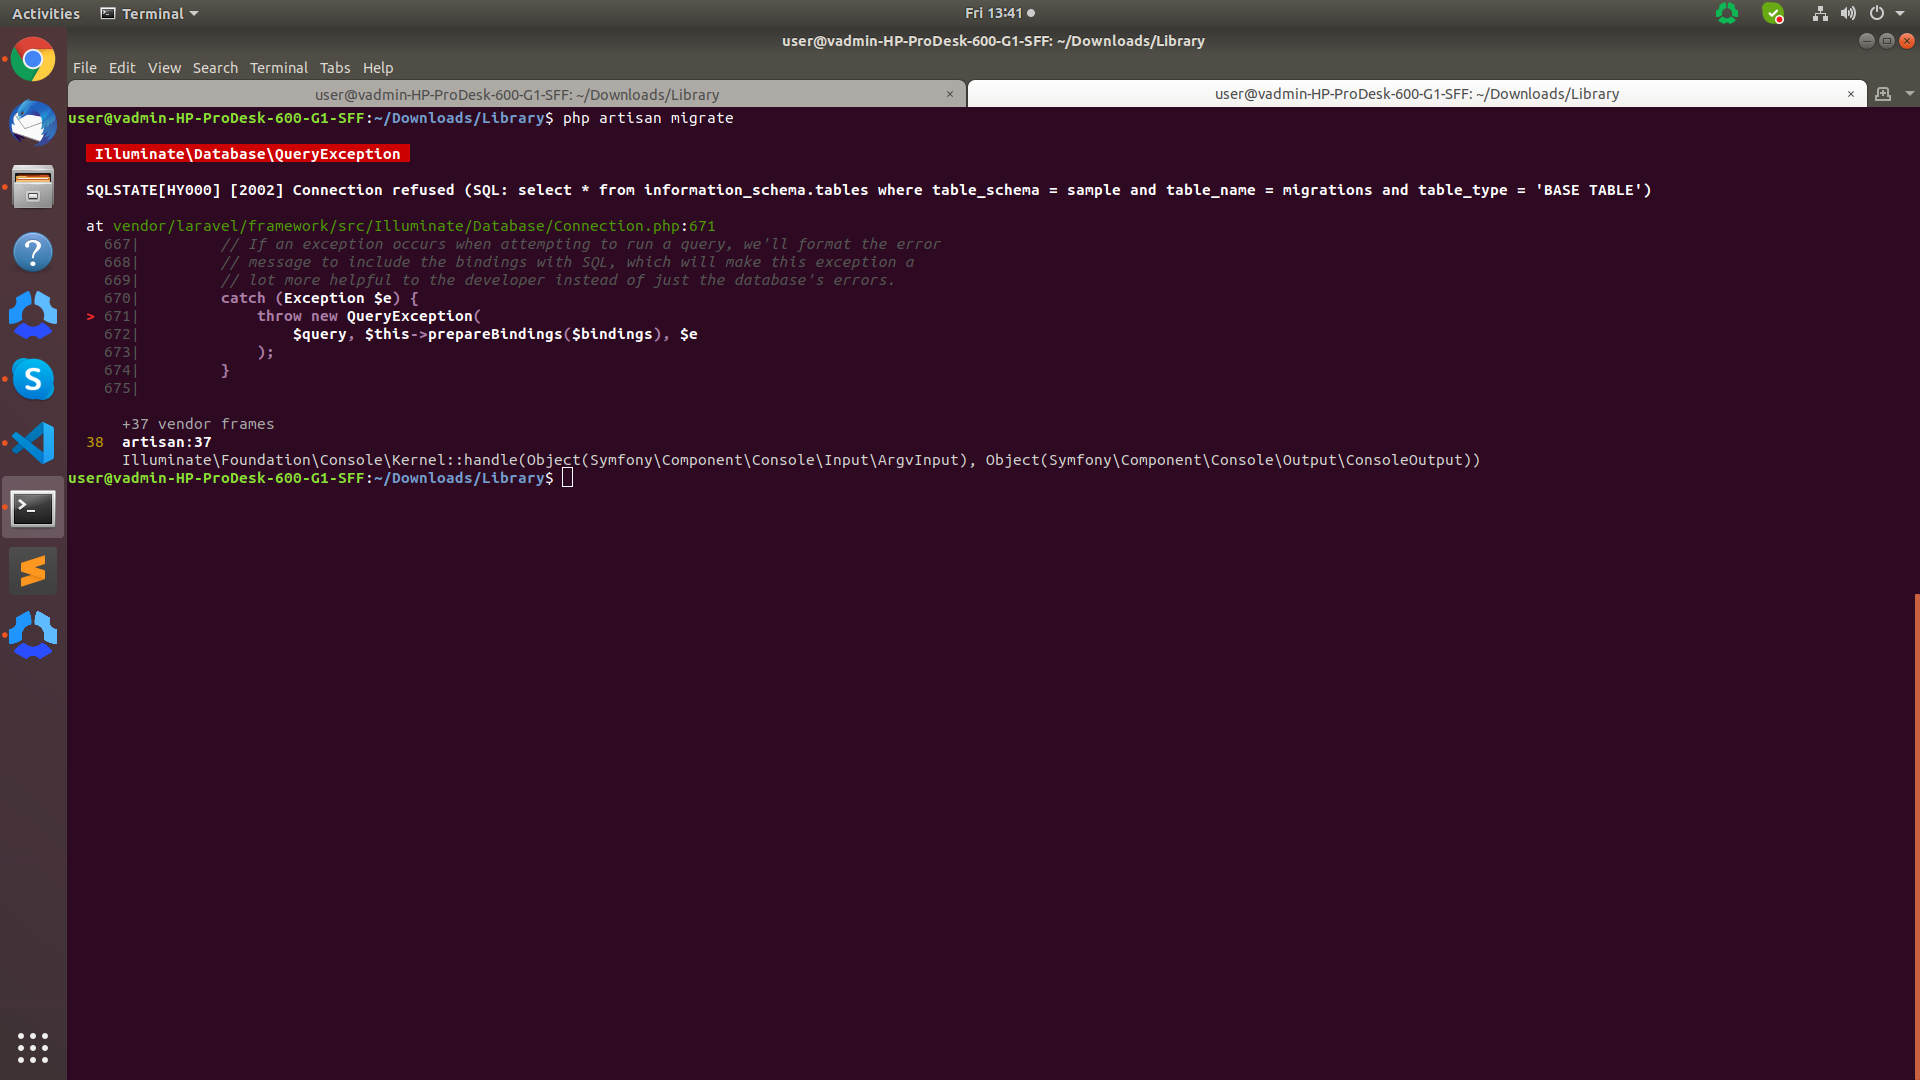 Activities Terminal Fri 13:41
user@vadmin-HP-ProDesk-600-G1-SFF: ~/Downloads/Library
File Edit View Search Terminal Tabs Help
user@vadmin-HP-ProDesk-600-G1-SFF: ~/Downloads/Library × user@vadmin-HP-ProDesk-600-G1-SFF: ~/Downloads/Library ×
user@vadmin-HP-ProDesk-600-G1-SFF:~/Downloads/Library$ php artisan migrate
Illuminate\Database\QueryException
SQLSTATE[HY000] [2002] Connection refused (SQL: select * from information_schema.tables where table_schema = sample and table_name = migrations and table_type = 'BASE TABLE')
at vendor/laravel/framework/src/Illuminate/Database/Connection.php:671
667| // If an exception occurs when attempting to run a query, we'll format the error
668| // message to include the bindings with SQL, which will make this exception a
669| // lot more helpful to the developer instead of just the database's errors.
670| catch (Exception $e) {
> 671| throw new QueryException(
672| $query, $this->prepareBindings($bindings), $e
673| );
674| }
675|
+37 vendor frames
38 artisan:37
Illuminate\Foundation\Console\Kernel::handle(Object(Symfony\Component\Console\Input\ArgvInput), Object(Symfony\Component\Console\Output\ConsoleOutput))
user@vadmin-HP-ProDesk-600-G1-SFF:~/Downloads/Library$